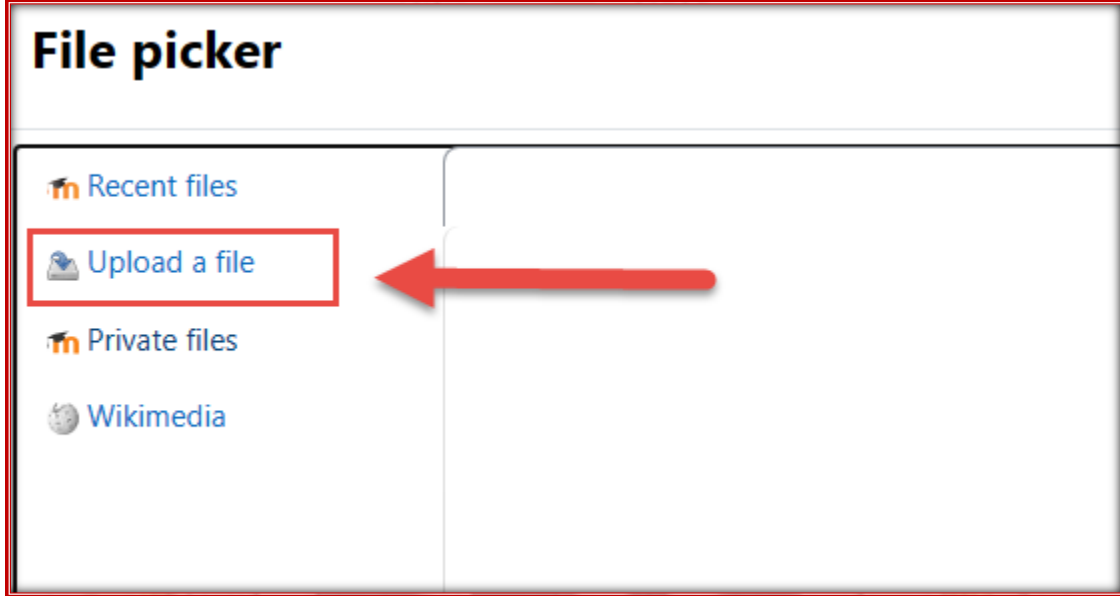 File picker
Recent files
Upload a file
Private files
Wikimedia